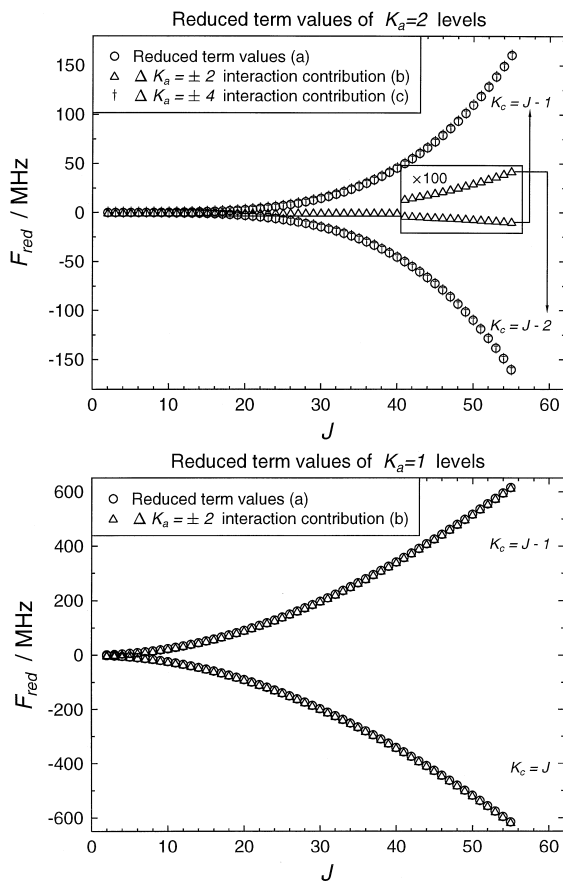 Reduced term values of Ka=2 levels
Reduced term values (a)
Δ Ka = ± 2 interaction contribution (b)
Δ Ka = ± 4 interaction contribution (c)
Kc = J - 1
×100
Kc = J - 2
Fred / MHz
150
100
50
0
-50
-100
-150
0 10 20 30 40 50 60
J
Reduced term values of Ka=1 levels
Reduced term values (a)
Δ Ka = ± 2 interaction contribution (b)
Kc = J - 1
Kc = J
Fred / MHz
600
400
200
0
-200
-400
-600
0 10 20 30 40 50 60
J